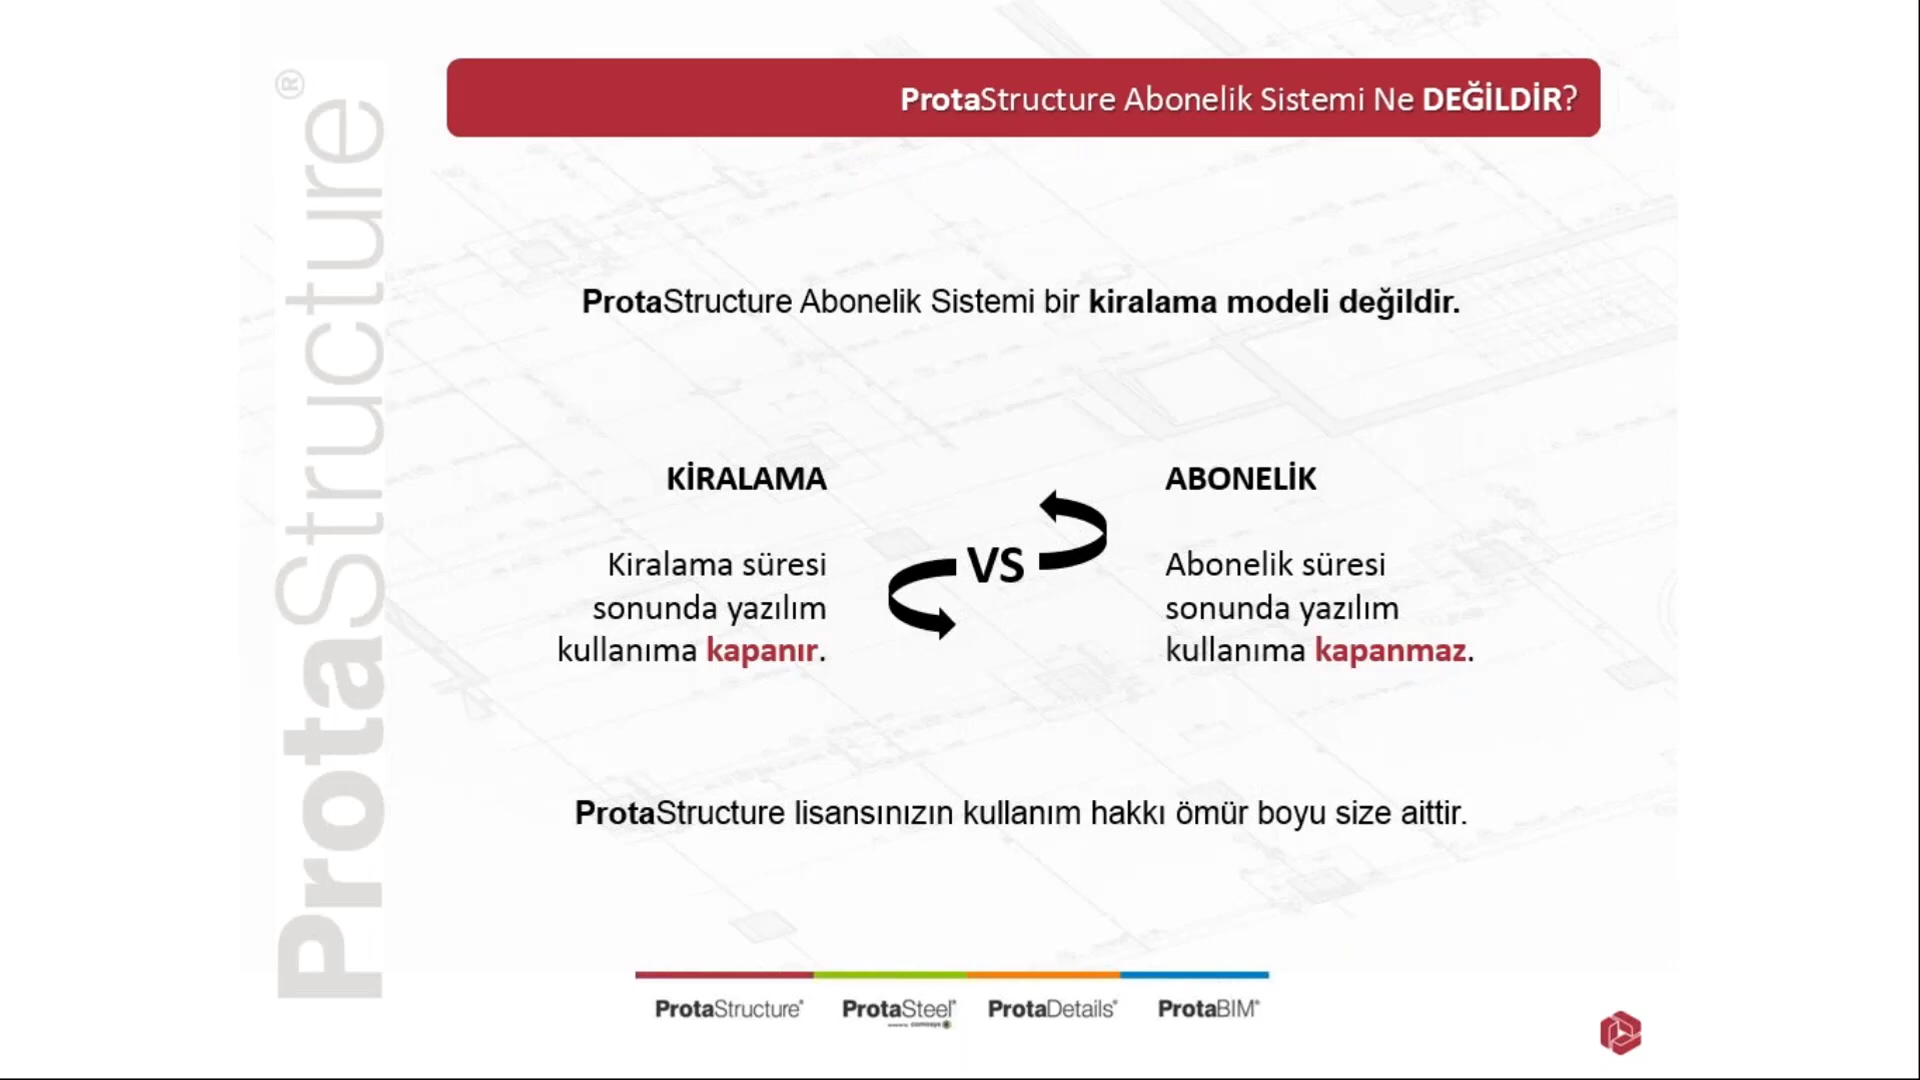 ProtaStructure®
ProtaStructure Abonelik Sistemi Ne DEĞİLDİR?
ProtaStructure Abonelik Sistemi bir kiralama modeli değildir.
KİRALAMA
Kiralama süresi
sonunda yazılım
kullanıma kapanır.
VS
ABONELİK
Abonelik süresi
sonunda yazılım
kullanıma kapanmaz.
ProtaStructure lisansınızın kullanım hakkı ömür boyu size aittir.
ProtaStructure®
ProtaSteel®
ProtaDetails®
ProtaBIM®